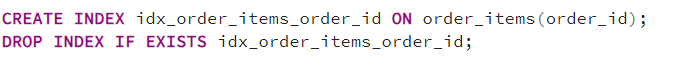 CREATE INDEX idx_order_items_order_id ON order_items(order_id);
DROP INDEX IF EXISTS idx_order_items_order_id;